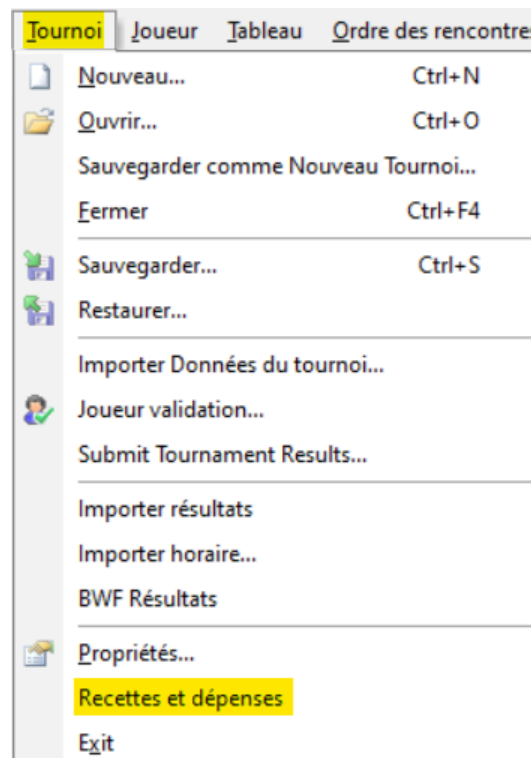 Tournoi Joueur Tableau Ordre des rencontres
Nouveau... Ctrl+N
Ouvrir... Ctrl+O
Sauvegarder comme Nouveau Tournoi...
Fermer Ctrl+F4
Sauvegarder... Ctrl+S
Restaurer...
Importer Données du tournoi...
Joueur validation...
Submit Tournament Results...
Importer résultats
Importer horaire...
BWF Résultats
Propriétés...
Recettes et dépenses
Exit